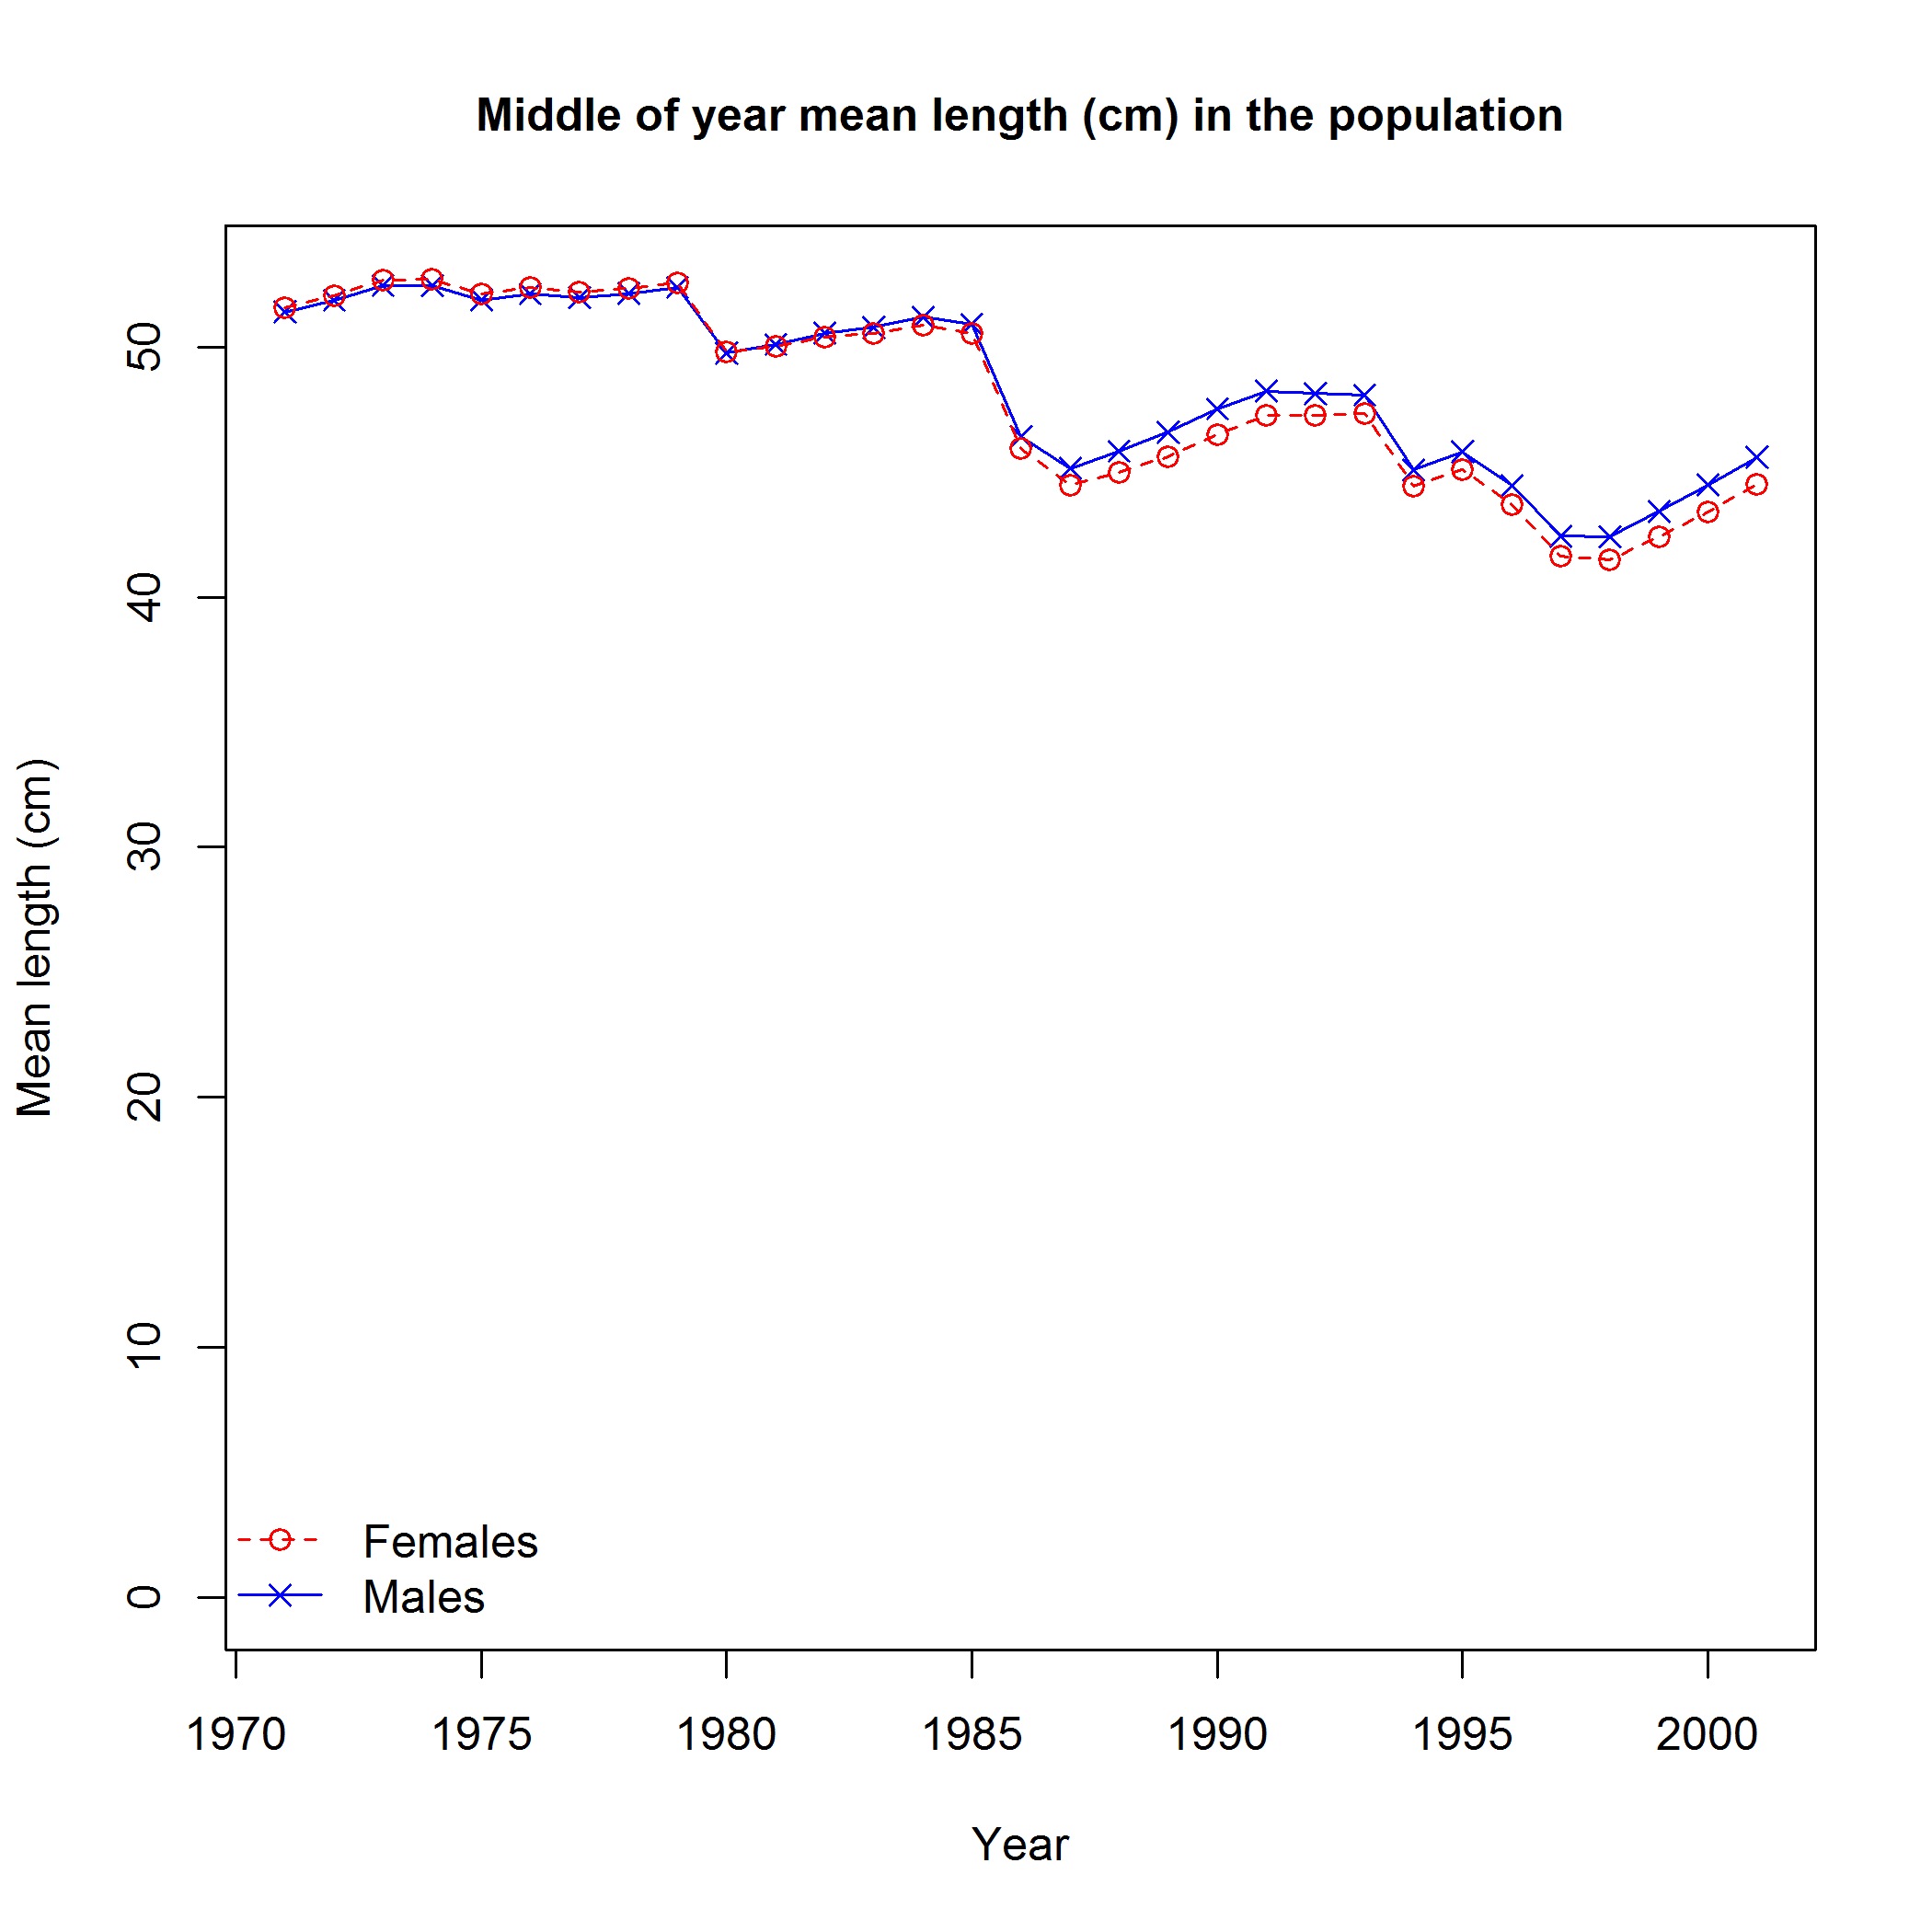 Middle of year mean length (cm) in the population
Mean length (cm)
50
40
30
20
10
0
Females
Males
1970 1975 1980 1985 1990 1995 2000
Year